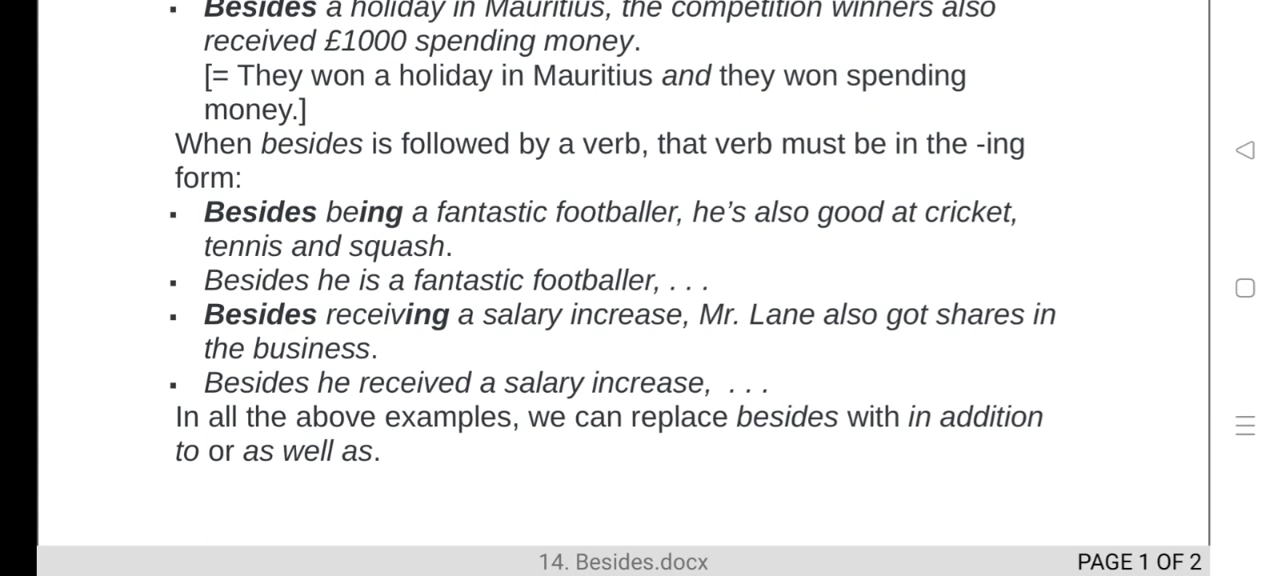 Besides a holiday in Mauritius, the competition winners also
received £1000 spending money.
[= They won a holiday in Mauritius and they won spending
money.]
When besides is followed by a verb, that verb must be in the -ing
form:
▪ Besides being a fantastic footballer, he’s also good at cricket,
tennis and squash.
▪ Besides he is a fantastic footballer, . . .
▪ Besides receiving a salary increase, Mr. Lane also got shares in
the business.
▪ Besides he received a salary increase,  . . .
In all the above examples, we can replace besides with in addition
to or as well as.
14. Besides.docx
PAGE 1 OF 2